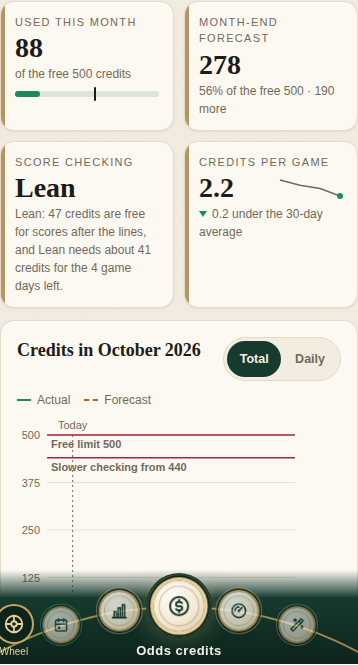 USED THIS MONTH
88
of the free 500 credits
MONTH-END
FORECAST
278
56% of the free 500 · 190
more
SCORE CHECKING
Lean
Lean: 47 credits are free
for scores after the lines,
and Lean needs about 41
credits for the 4 game
days left.
CREDITS PER GAME
2.2
0.2 under the 30-day
average
Credits in October 2026
Total Daily
Actual Forecast
Today
500
Free limit 500
Slower checking from 440
375
250
125
Wheel
Odds credits